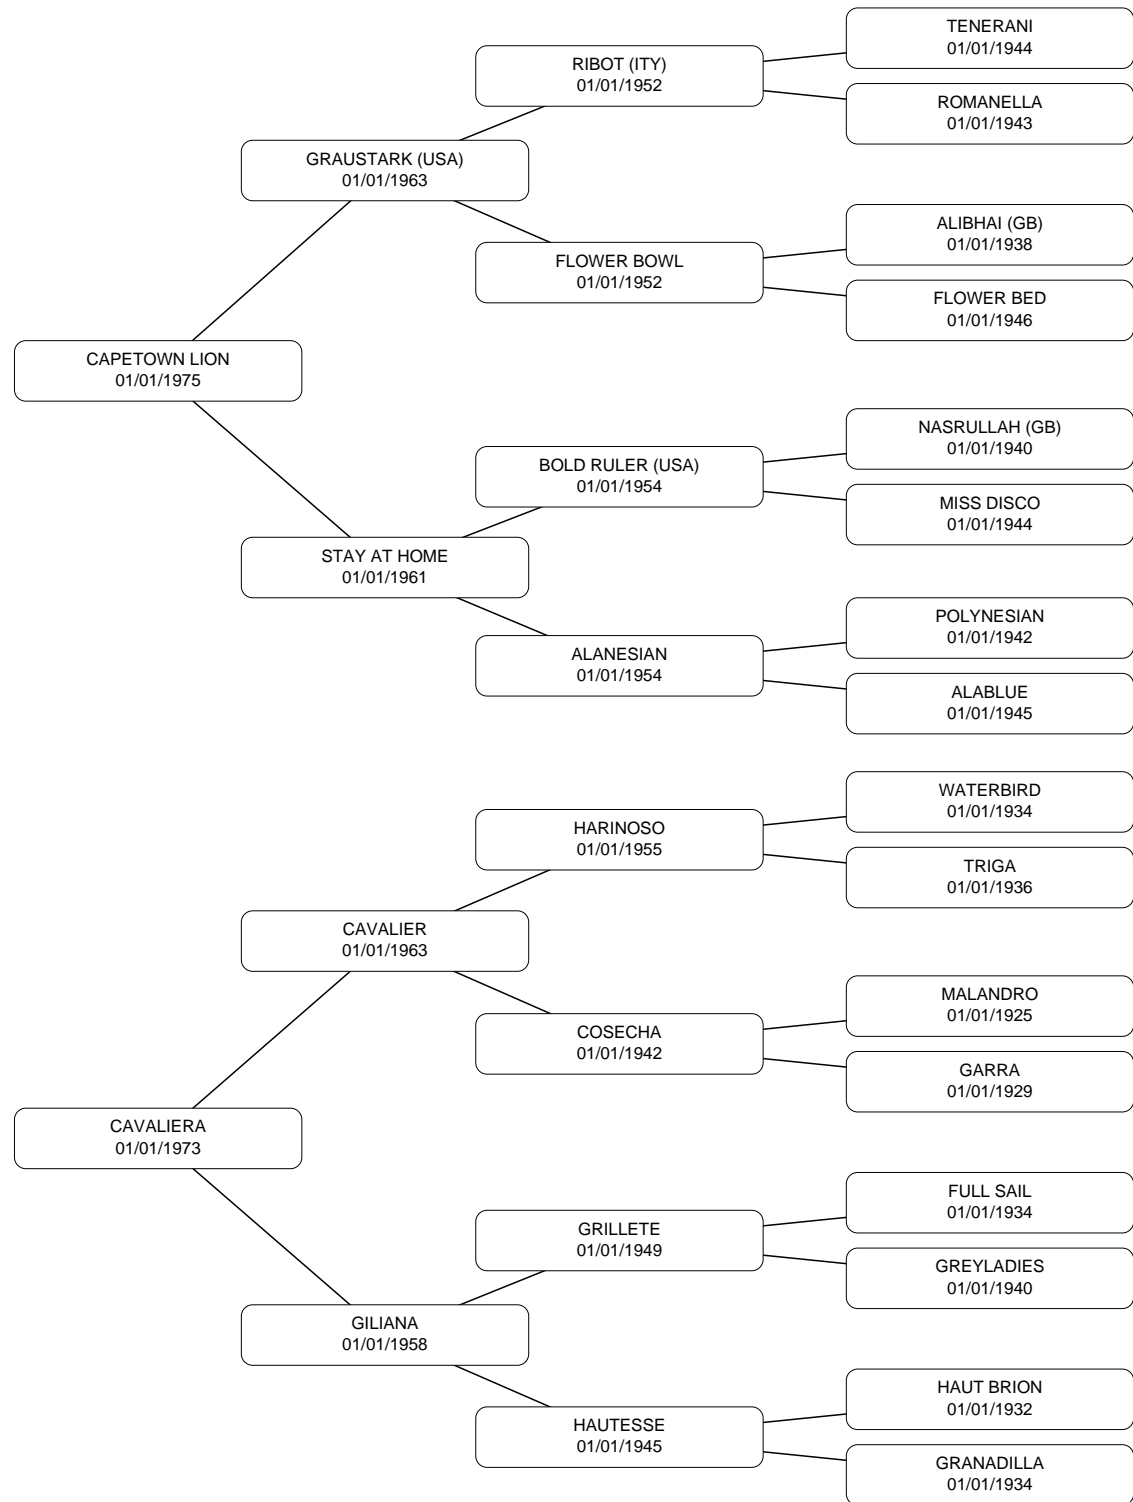 TENERANI
01/01/1944
RIBOT (ITY)
01/01/1952
ROMANELLA
01/01/1943
GRAUSTARK (USA)
01/01/1963
ALIBHAI (GB)
01/01/1938
FLOWER BOWL
01/01/1952
FLOWER BED
01/01/1946
CAPETOWN LION
01/01/1975
NASRULLAH (GB)
01/01/1940
BOLD RULER (USA)
01/01/1954
MISS DISCO
01/01/1944
STAY AT HOME
01/01/1961
POLYNESIAN
01/01/1942
ALANESIAN
01/01/1954
ALABLUE
01/01/1945
WATERBIRD
01/01/1934
HARINOSO
01/01/1955
TRIGA
01/01/1936
CAVALIER
01/01/1963
MALANDRO
01/01/1925
COSECHA
01/01/1942
GARRA
01/01/1929
CAVALIERA
01/01/1973
FULL SAIL
01/01/1934
GRILLETE
01/01/1949
GREYLADIES
01/01/1940
GILIANA
01/01/1958
HAUT BRION
01/01/1932
HAUTESSE
01/01/1945
GRANADILLA
01/01/1934